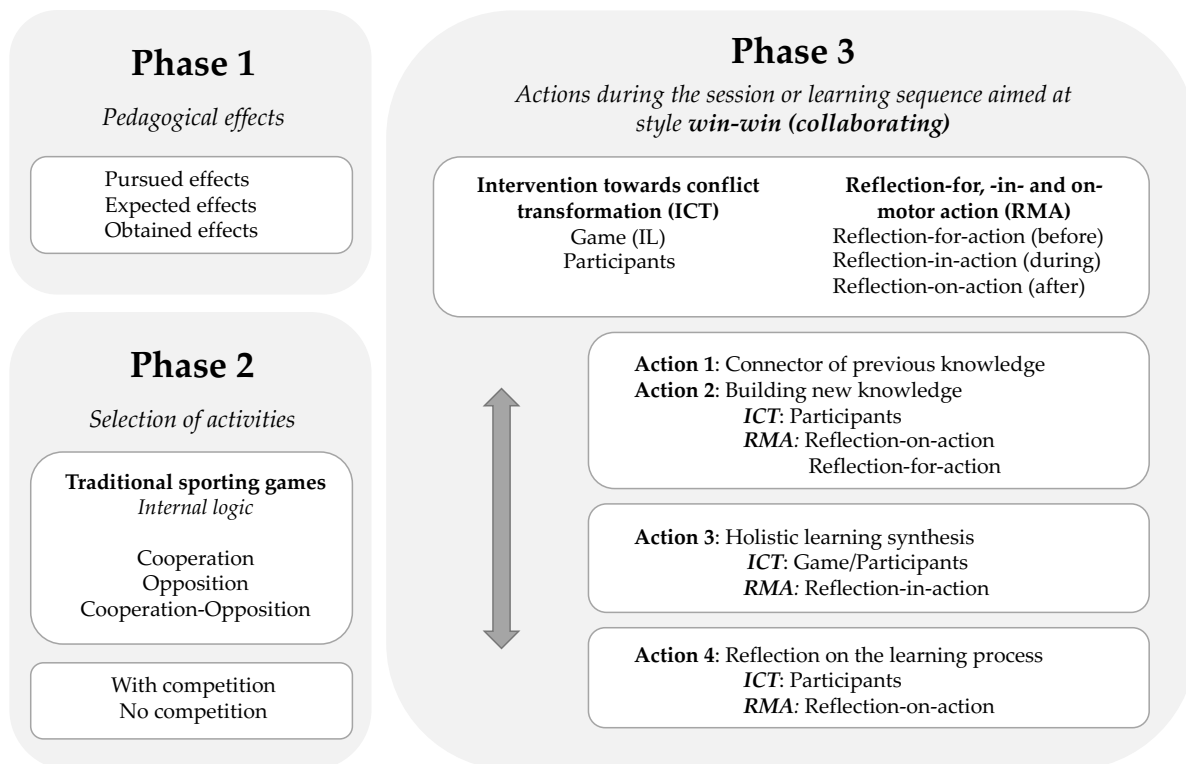 Phase 1
Pedagogical effects
Pursued effects
Expected effects
Obtained effects
Phase 2
Selection of activities
Traditional sporting games
Internal logic
Cooperation
Opposition
Cooperation-Opposition
With competition
No competition
Phase 3
Actions during the session or learning sequence aimed at
style win-win (collaborating)
Intervention towards conflict
transformation (ICT)
Game (IL)
Participants
Reflection-for, -in- and on-
motor action (RMA)
Reflection-for-action (before)
Reflection-in-action (during)
Reflection-on-action (after)
Action 1: Connector of previous knowledge
Action 2: Building new knowledge
ICT: Participants
RMA: Reflection-on-action
Reflection-for-action
Action 3: Holistic learning synthesis
ICT: Game/Participants
RMA: Reflection-in-action
Action 4: Reflection on the learning process
ICT: Participants
RMA: Reflection-on-action